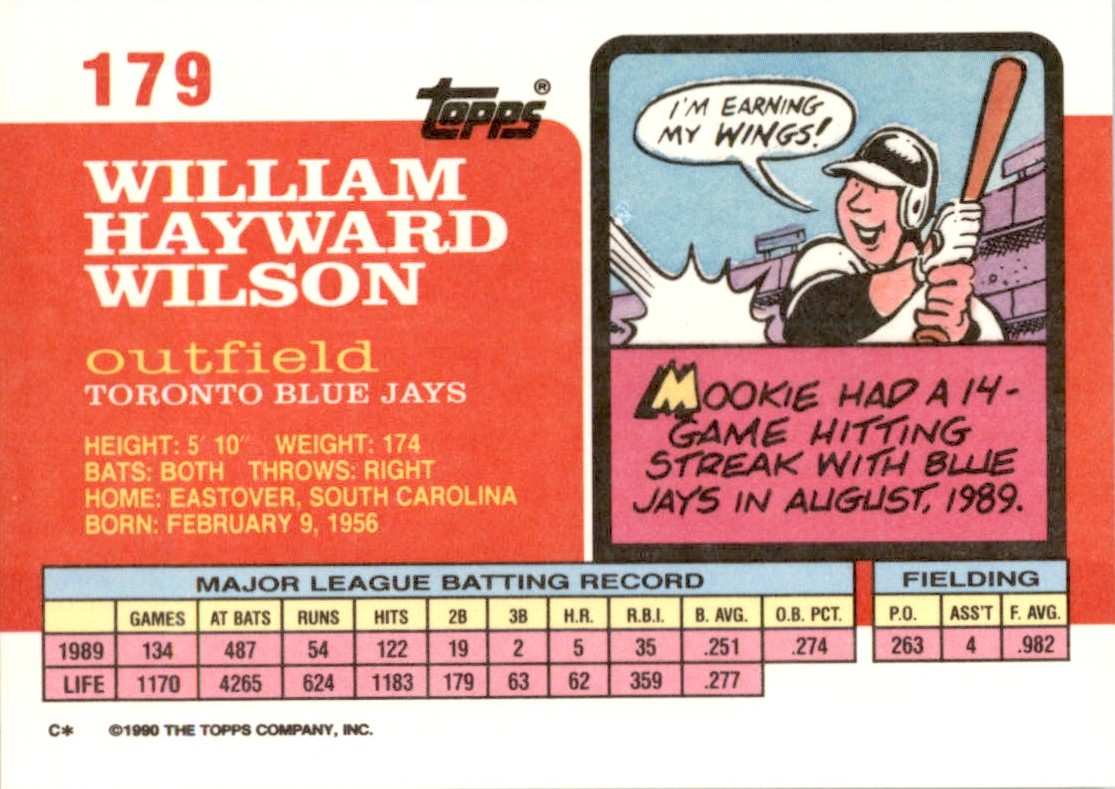 179
topps®
WILLIAM
HAYWARD
WILSON
outfield
TORONTO BLUE JAYS
HEIGHT: 5' 10" WEIGHT: 174
BATS: BOTH THROWS: RIGHT
HOME: EASTOVER, SOUTH CAROLINA
BORN: FEBRUARY 9, 1956
I'M EARNING
MY WINGS!
MOOKIE HAD A 14-
GAME HITTING
STREAK WITH BLUE
JAYS IN AUGUST, 1989.
MAJOR LEAGUE BATTING RECORD
GAMES AT BATS RUNS HITS 2B 3B H.R. R.B.I. B. AVG. O.B. PCT.
1989 134 487 54 122 19 2 5 35 .251 .274
LIFE 1170 4265 624 1183 179 63 62 359 .277
FIELDING
P.O. ASS'T F. AVG.
263 4 .982
C* ©1990 THE TOPPS COMPANY, INC.